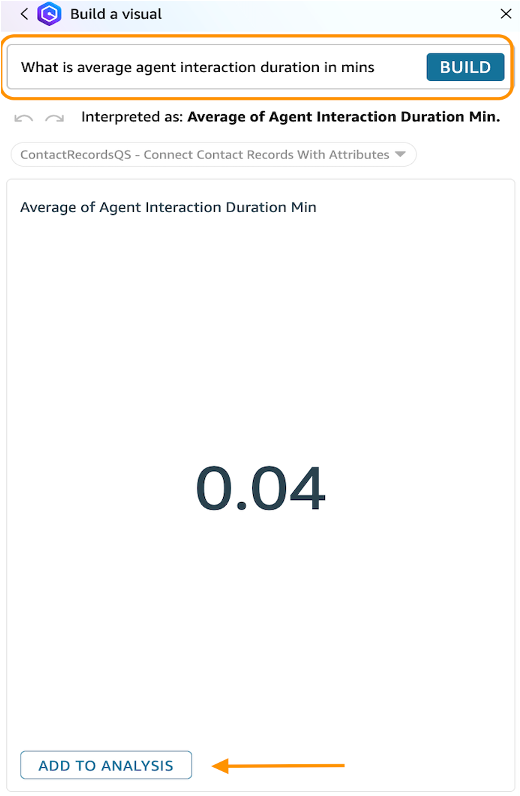 Build a visual
What is average agent interaction duration in mins
BUILD
Interpreted as: Average of Agent Interaction Duration Min.
ContactRecordsQS - Connect Contact Records With Attributes
Average of Agent Interaction Duration Min
0.04
ADD TO ANALYSIS